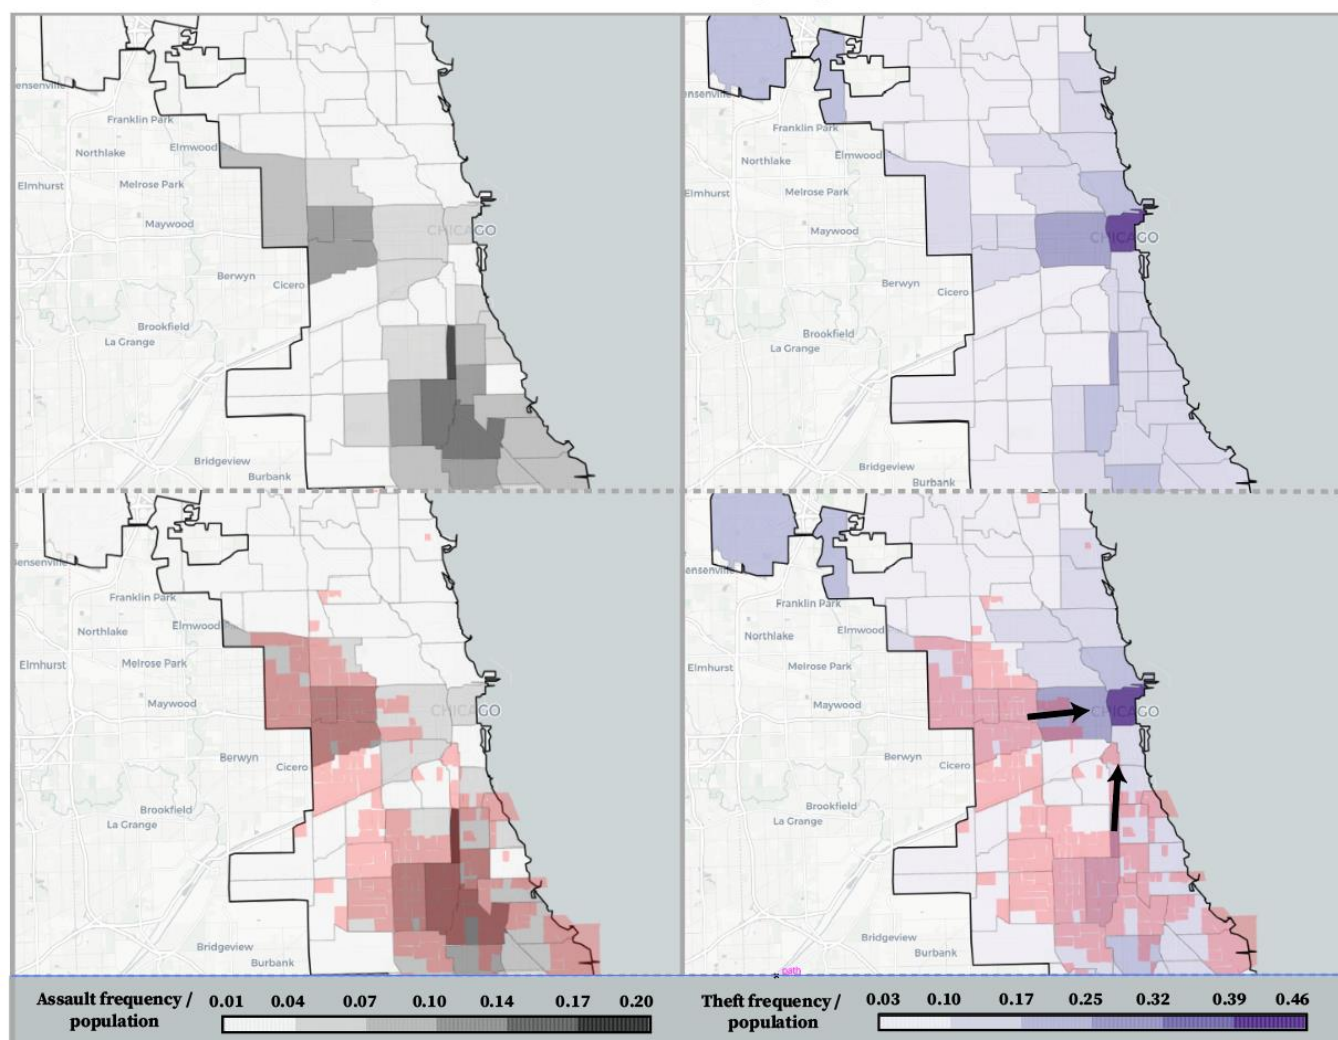 ensenville
Franklin Park
Northlake
Elmwood
Elmhurst
Melrose Park
Maywood
CHICAGO
Berwyn
Cicero
Brookfield
La Grange
Bridgeview
Burbank
nsenville
Franklin Park
Northlake
Elmwood
Elmhurst
Melrose Park
Maywood
CHICAGO
Berwyn
Cicero
Brookfield
La Grange
Bridgeview
Burbank
ensenville
Franklin Park
Northlake
Elmwood
Elmhurst
Melrose Park
Maywood
CHICAGO
Berwyn
Cicero
Brookfield
La Grange
Bridgeview
Burbank
ensenville
Franklin Park
Northlake
Elmwood
Elmhurst
Melrose Park
Maywood
CHICAGO
Berwyn
Cicero
Brookfield
La Grange
Bridgeview
Burbank
path
Assault frequency /
population
0.01 0.04 0.07 0.10 0.14 0.17 0.20
Theft frequency /
population
0.03 0.10 0.17 0.25 0.32 0.39 0.46